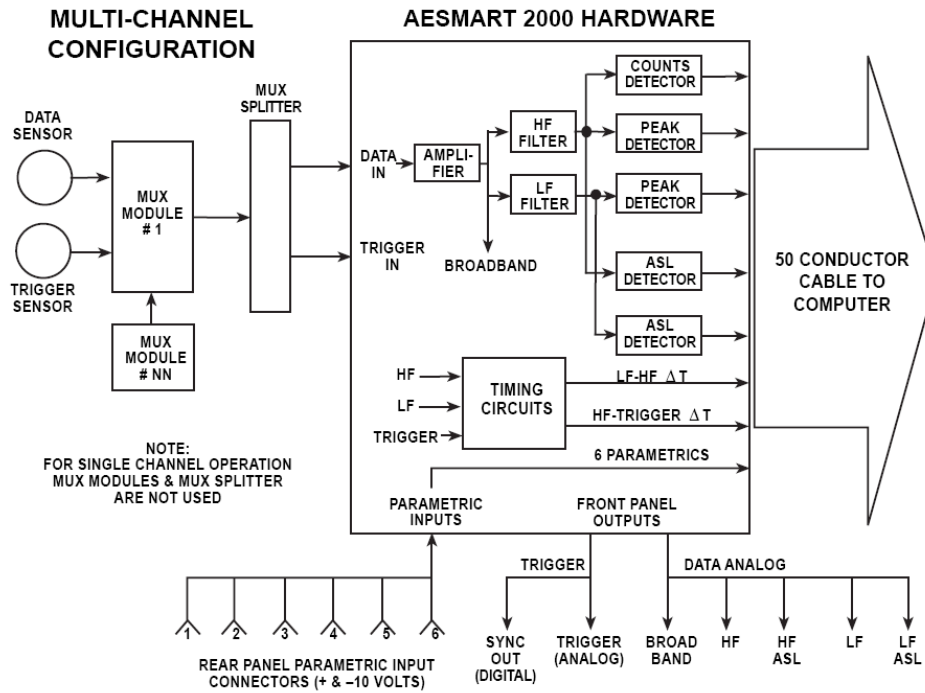 MULTI-CHANNEL
CONFIGURATION
AESMART 2000 HARDWARE
DATA
SENSOR
TRIGGER
SENSOR
MUX
MODULE
# 1
MUX
MODULE
# NN
MUX
SPLITTER
DATA
IN
AMPLI-
FIER
HF
FILTER
LF
FILTER
BROADBAND
TRIGGER
IN
COUNTS
DETECTOR
PEAK
DETECTOR
PEAK
DETECTOR
ASL
DETECTOR
ASL
DETECTOR
50 CONDUCTOR
CABLE TO
COMPUTER
HF
LF
TRIGGER
TIMING
CIRCUITS
LF-HF Δ T
HF-TRIGGER Δ T
6 PARAMETRICS
NOTE:
FOR SINGLE CHANNEL OPERATION
MUX MODULES & MUX SPLITTER
ARE NOT USED
PARAMETRIC
INPUTS
FRONT PANEL
OUTPUTS
TRIGGER
DATA ANALOG
1 2 3 4 5 6
REAR PANEL PARAMETRIC INPUT
CONNECTORS (+ & –10 VOLTS)
SYNC
OUT
(DIGITAL)
TRIGGER
(ANALOG)
BROAD
BAND
HF
HF
ASL
LF
LF
ASL